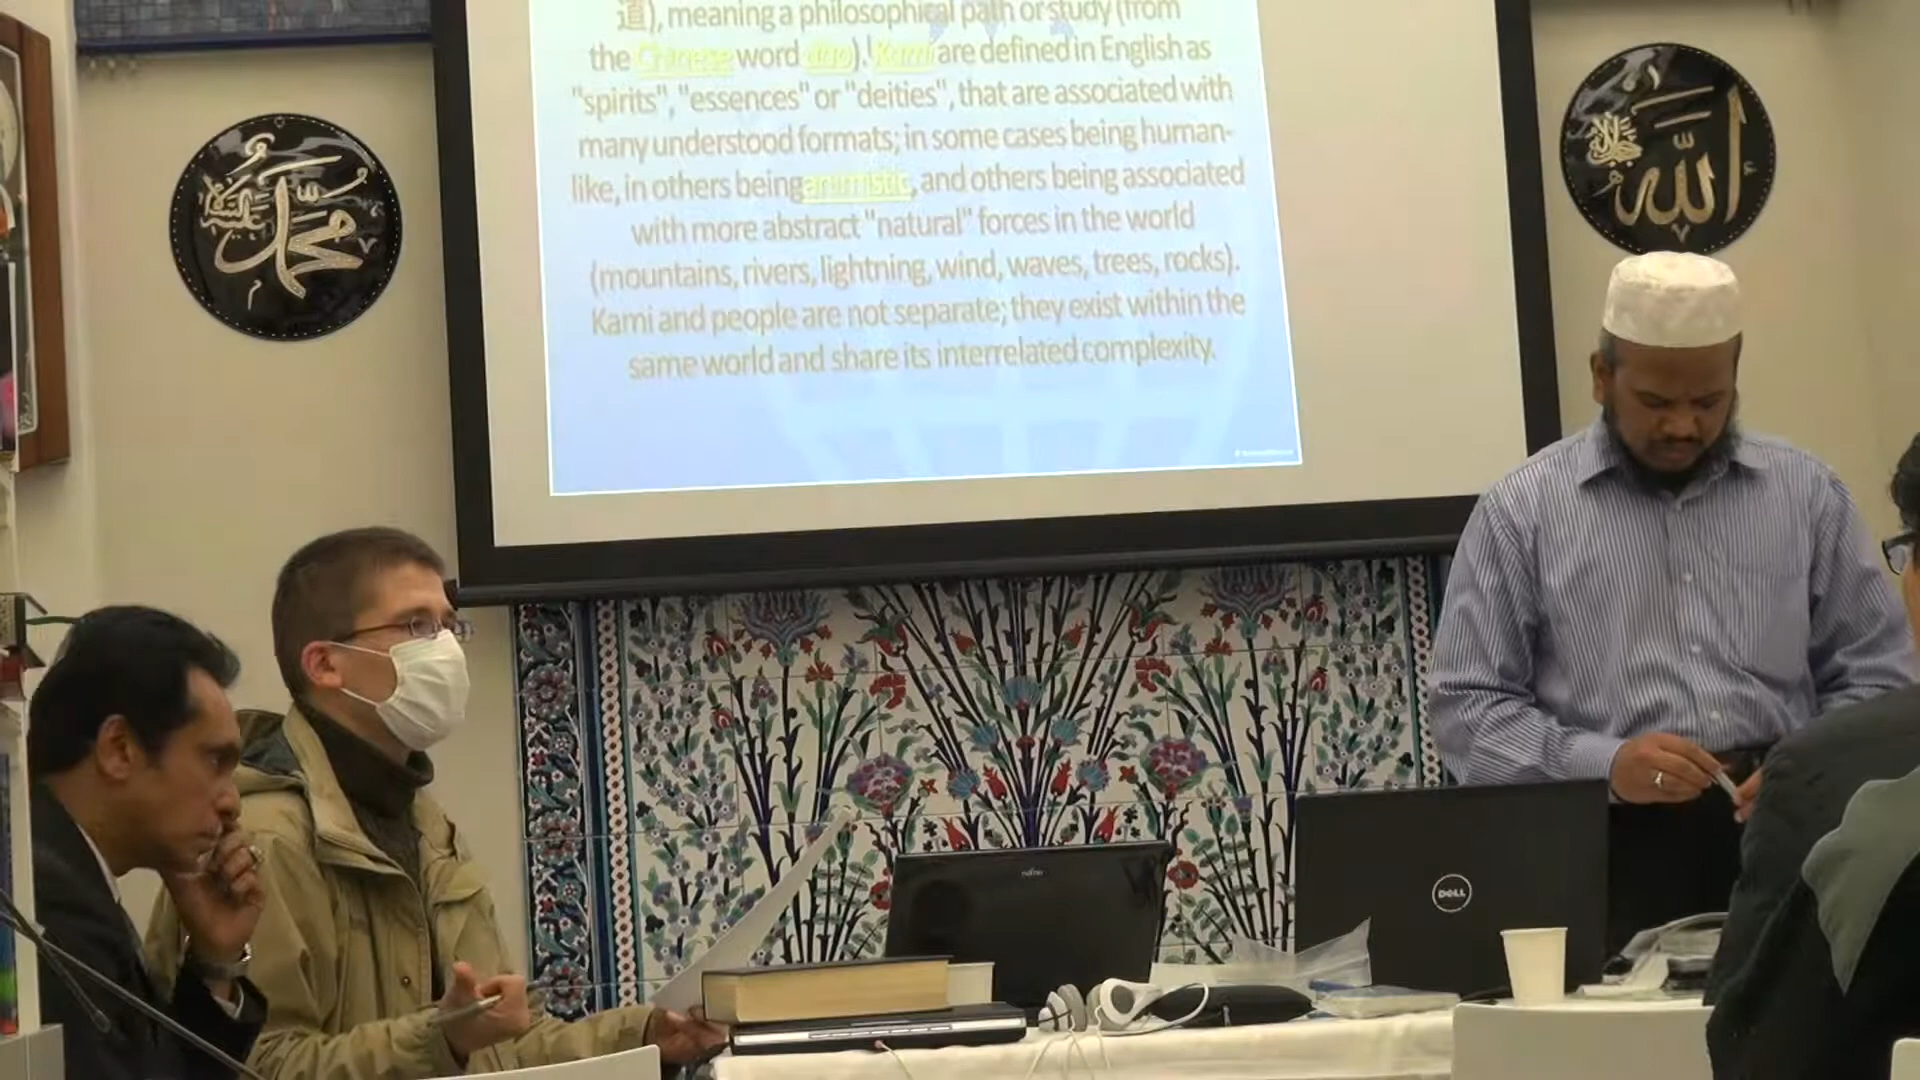 道), meaning a philosophical path or study (from
the Chinese word dao). Kami are defined in English as
"spirits", "essences" or "deities", that are associated with
many understood formats; in some cases being human-
like, in others being animistic, and others being associated
with more abstract "natural" forces in the world
(mountains, rivers, lightning, wind, waves, trees, rocks).
Kami and people are not separate; they exist within the
same world and share its interrelated complexity.
محمد
عليه السلام
الله
جل جلاله
DELL